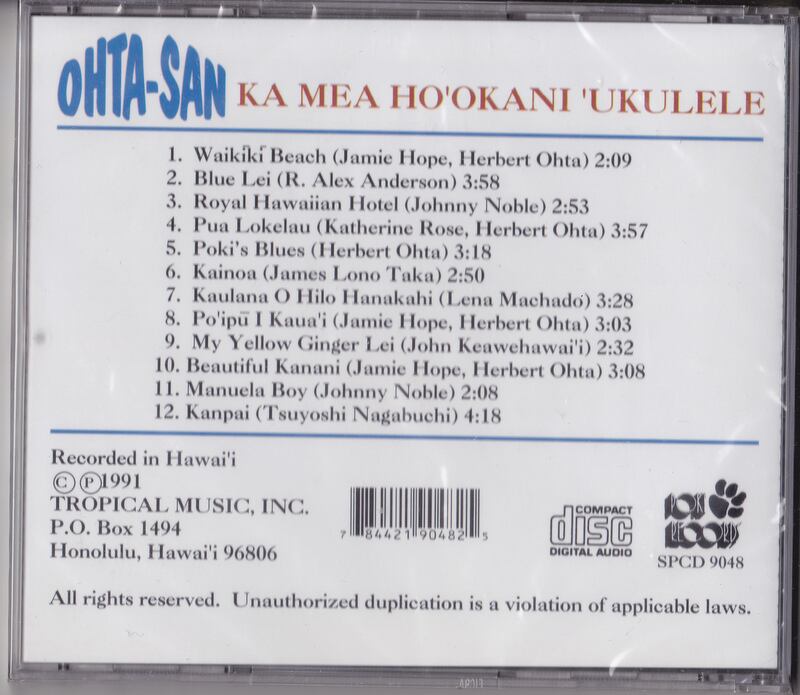 OHTA-SAN KA MEA HO'OKANI 'UKULELE
1. Waikīkī Beach (Jamie Hope, Herbert Ohta) 2:09
2. Blue Lei (R. Alex Anderson) 3:58
3. Royal Hawaiian Hotel (Johnny Noble) 2:53
4. Pua Lokelau (Katherine Rose, Herbert Ohta) 3:57
5. Poki's Blues (Herbert Ohta) 3:18
6. Kainoa (James Lono Taka) 2:50
7. Kaulana O Hilo Hanakahi (Lena Machado) 3:28
8. Po'ipū I Kaua'i (Jamie Hope, Herbert Ohta) 3:03
9. My Yellow Ginger Lei (John Keawehawai'i) 2:32
10. Beautiful Kanani (Jamie Hope, Herbert Ohta) 3:08
11. Manuela Boy (Johnny Noble) 2:08
12. Kanpai (Tsuyoshi Nagabuchi) 4:18
Recorded in Hawai'i
Ⓒ Ⓟ1991
TROPICAL MUSIC, INC.
P.O. Box 1494
Honolulu, Hawai'i 96806
7 84421 90482 5
COMPACT
disc
DIGITAL AUDIO
SPCD 9048
All rights reserved. Unauthorized duplication is a violation of applicable laws.